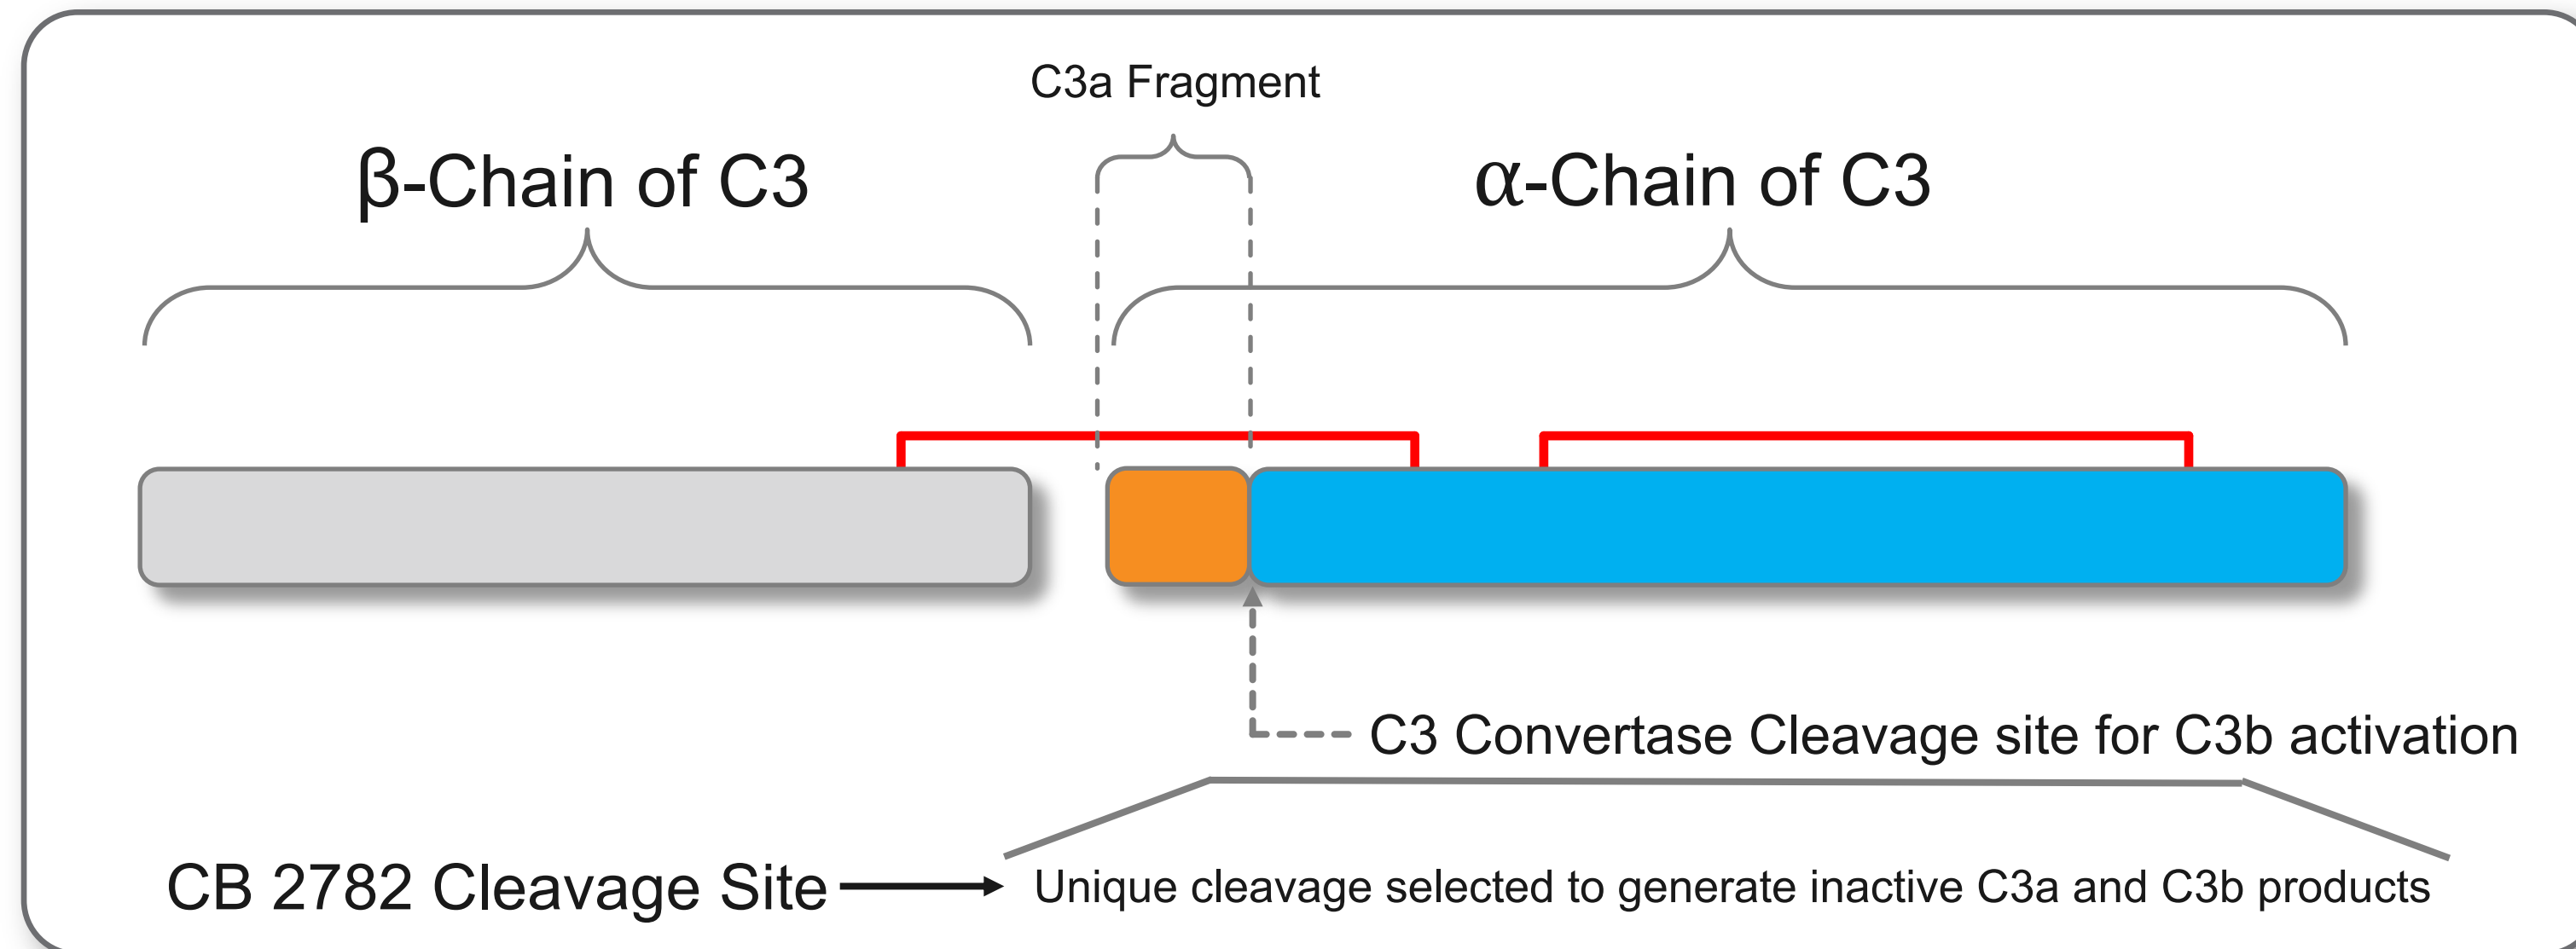 C3a Fragment
β-Chain of C3
α-Chain of C3
C3 Convertase Cleavage site for C3b activation
CB 2782 Cleavage Site
Unique cleavage selected to generate inactive C3a and C3b products